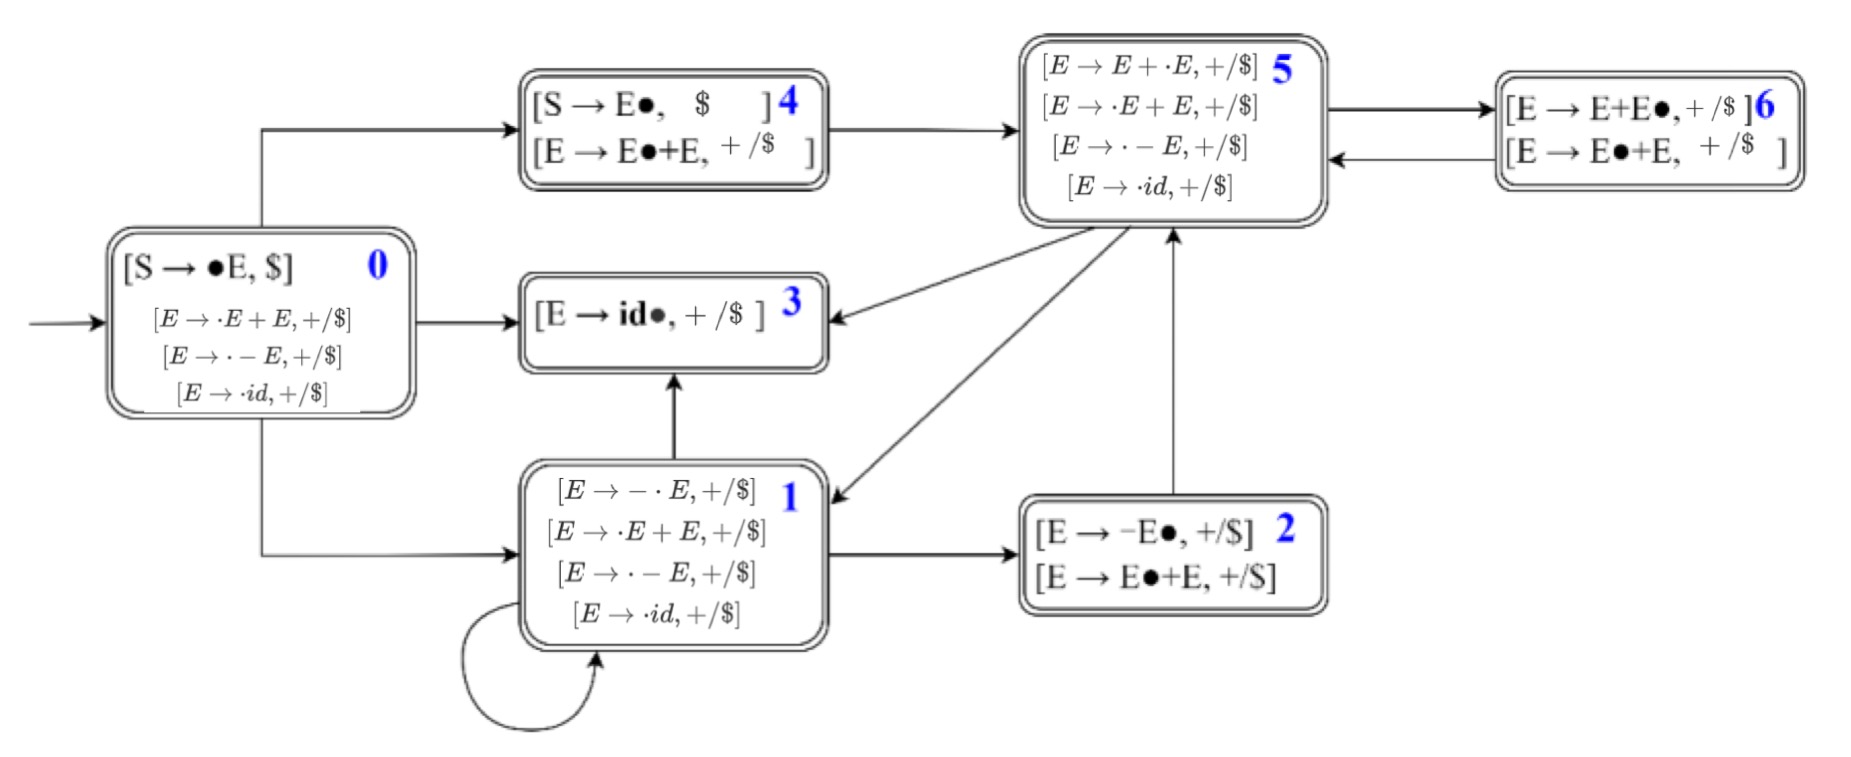 [S → ●E, $] 0
[E → ·E + E, +/$]
[E → · − E, +/$]
[E → ·id, +/$]
[S → E●, $ ] 4
[E → E●+E, + /$ ]
[E → id●, + /$ ] 3
[E → − · E, +/$] 1
[E → ·E + E, +/$]
[E → · − E, +/$]
[E → ·id, +/$]
[E → E + ·E, +/$] 5
[E → ·E + E, +/$]
[E → · − E, +/$]
[E → ·id, +/$]
[E → −E●, +/$] 2
[E → E●+E, +/$]
[E → E+E●, + /$ ] 6
[E → E●+E, + /$ ]